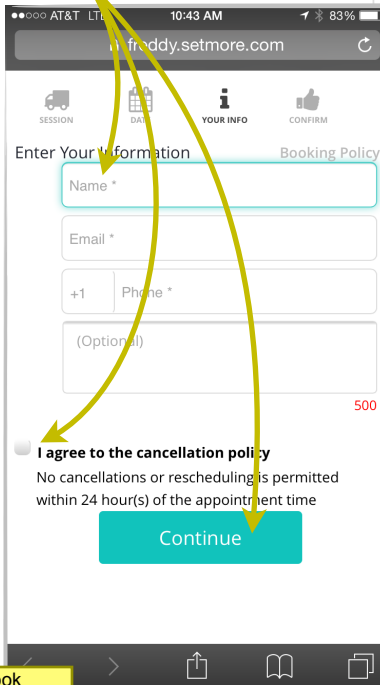 AT&T LTE 10:43 AM 83%
freddy.setmore.com
SESSION DATE YOUR INFO CONFIRM
Enter Your Information Booking Policy
Name *
Email *
+1 Phone *
(Optional)
500
I agree to the cancellation policy
No cancellations or rescheduling is permitted
within 24 hour(s) of the appointment time
Continue